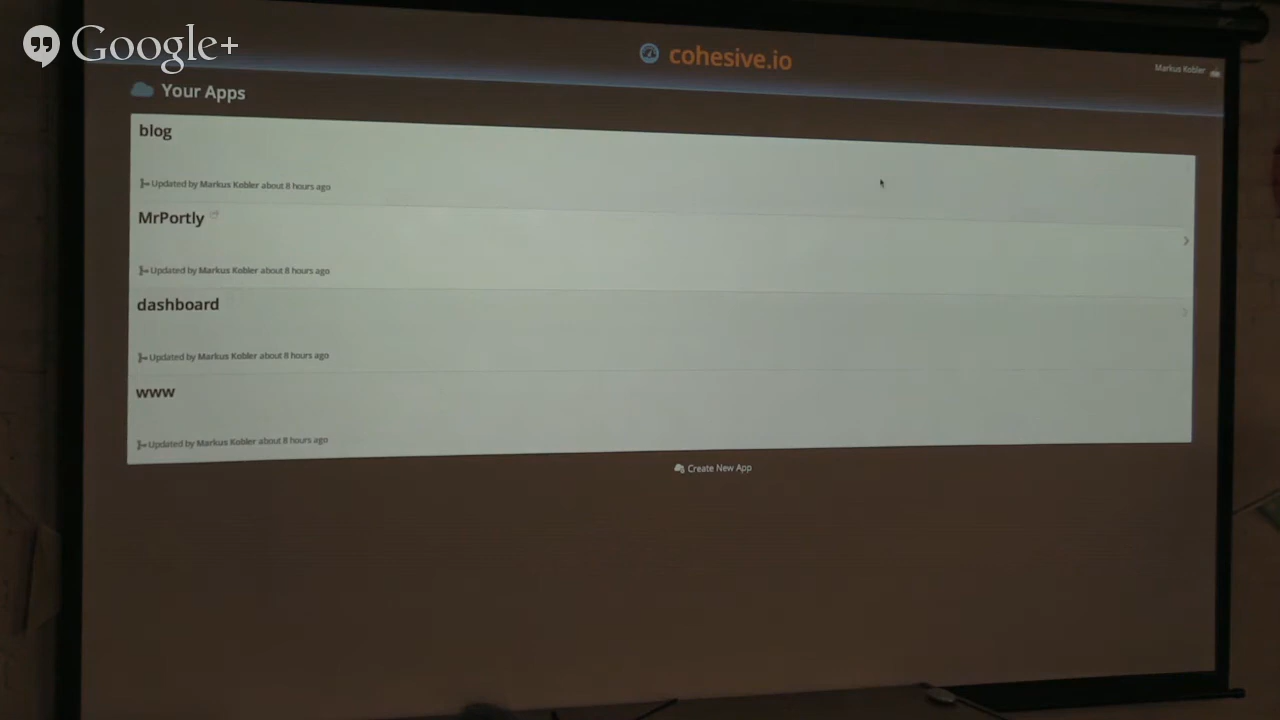 Google+
cohesive.io
Markus Kobler
Your Apps
blog
Updated by Markus Kobler about 8 hours ago
MrPortly
Updated by Markus Kobler about 8 hours ago
dashboard
Updated by Markus Kobler about 8 hours ago
www
Updated by Markus Kobler about 8 hours ago
Create New App